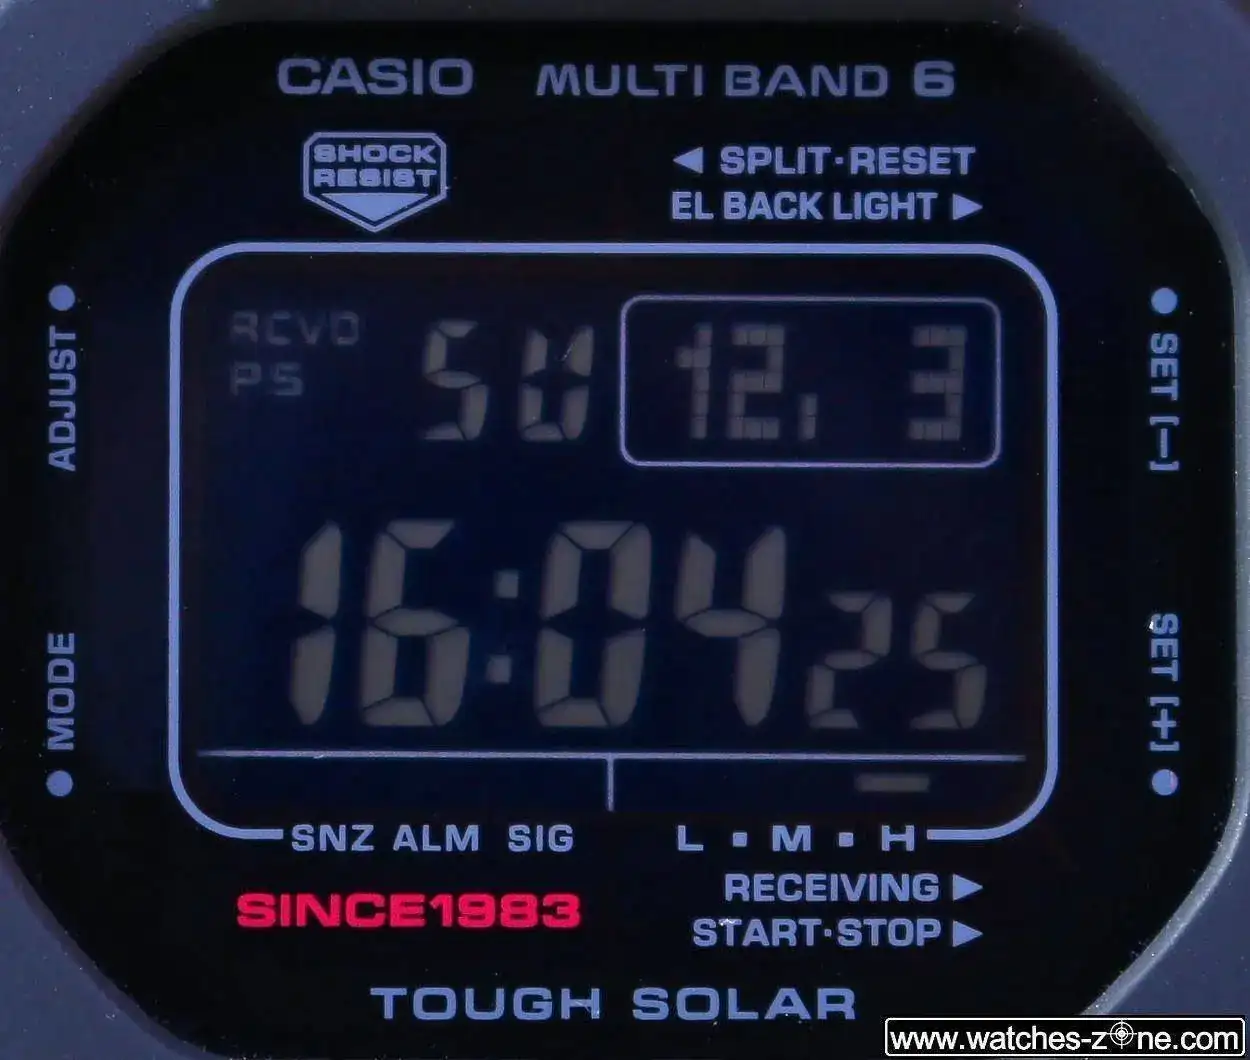 CASIO MULTI BAND 6
SHOCK
RESIST
◀ SPLIT·RESET
EL BACK LIGHT ▶
ADJUST
SET [—]
RCVD
PS
SU
12, 3
16:04 25
MODE
SET [+]
SNZ ALM SIG
L · M · H
RECEIVING ▶
SINCE1983
START·STOP ▶
TOUGH SOLAR
www.watches-zone.com